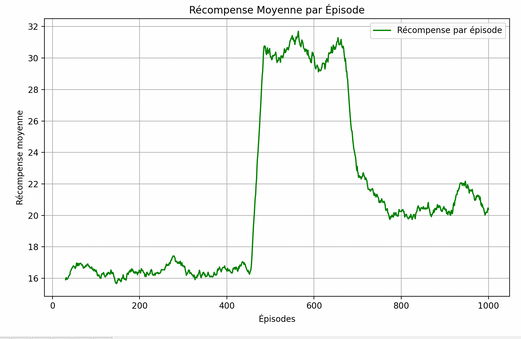 Récompense Moyenne par Épisode
Récompense par épisode
Récompense moyenne
32
30
28
26
24
22
20
18
16
0 200 400 600 800 1000
Épisodes